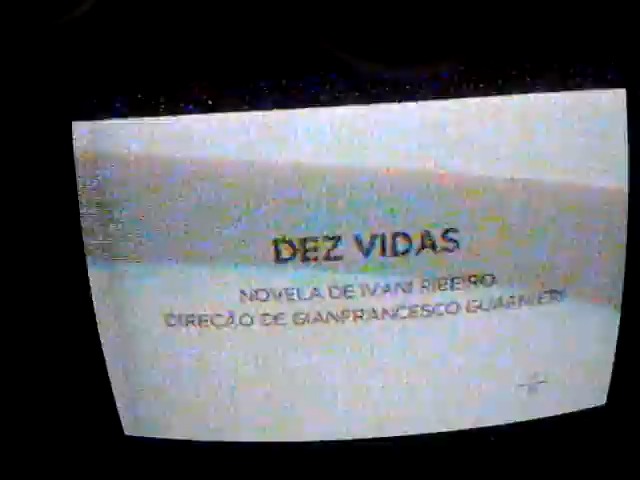 DEZ VIDAS
NOVELA DE IVANI RIBEIRO
DIREÇÃO DE GIANFRANCESCO GUARNIERI